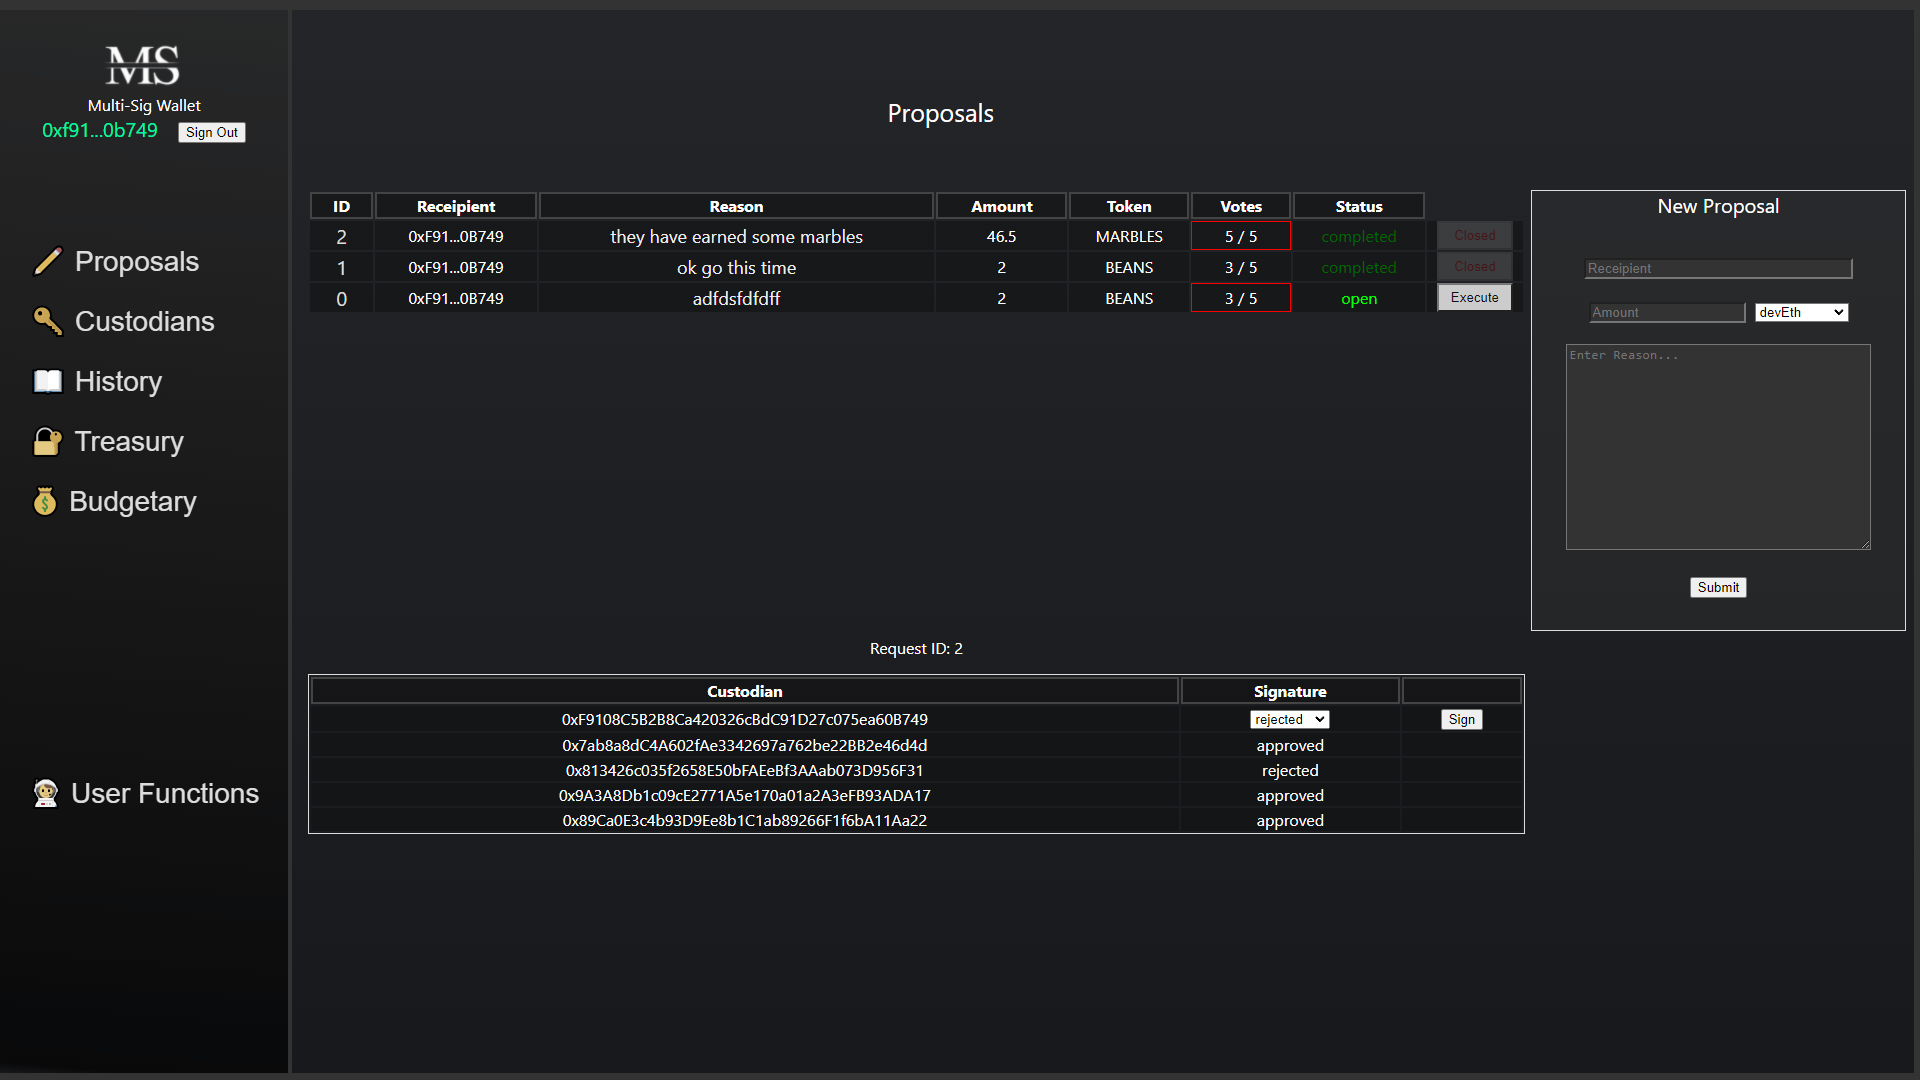 MS
Multi-Sig Wallet
0xf91...0b749 Sign Out
Proposals
Custodians
History
Treasury
Budgetary
User Functions
Proposals
ID Receipient Reason Amount Token Votes Status
2 0xF91...0B749 they have earned some marbles 46.5 MARBLES 5 / 5 completed Closed
1 0xF91...0B749 ok go this time 2 BEANS 3 / 5 completed Closed
0 0xF91...0B749 adfdsfdfdff 2 BEANS 3 / 5 open Execute
New Proposal
Receipient
Amount devEth
Enter Reason...
Submit
Request ID: 2
Custodian Signature
0xF9108C5B2B8Ca420326cBdC91D27c075ea60B749 rejected Sign
0x7ab8a8dC4A602fAe3342697a762be22BB2e46d4d approved
0x813426c035f2658E50bFAEeBf3AAab073D956F31 rejected
0x9A3A8Db1c09cE2771A5e170a01a2A3eFB93ADA17 approved
0x89Ca0E3c4b93D9Ee8b1C1ab89266F1f6bA11Aa22 approved